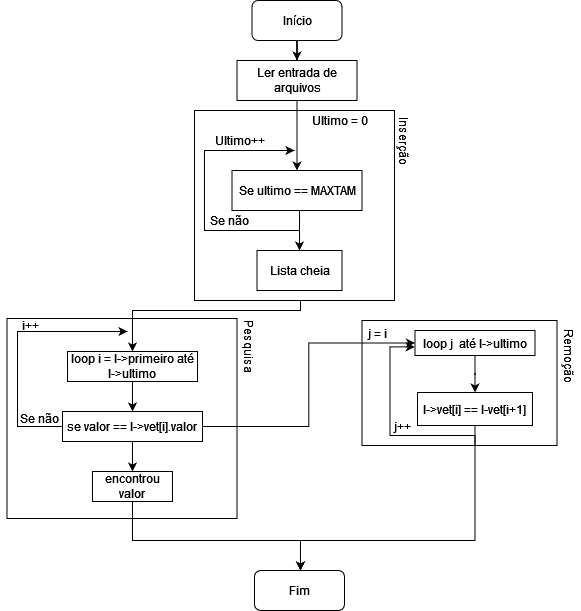 Início
Ler entrada de
arquivos
Ultimo = 0
Inserção
Ultimo++
Se ultimo == MAXTAM
Se não
Lista cheia
i++
Pesquisa
loop i = l->primeiro até
l->ultimo
Se não
se valor == l->vet[i].valor
encontrou
valor
j = i
Remoção
loop j até l->ultimo
l->vet[i] == l-vet[i+1]
j++
Fim